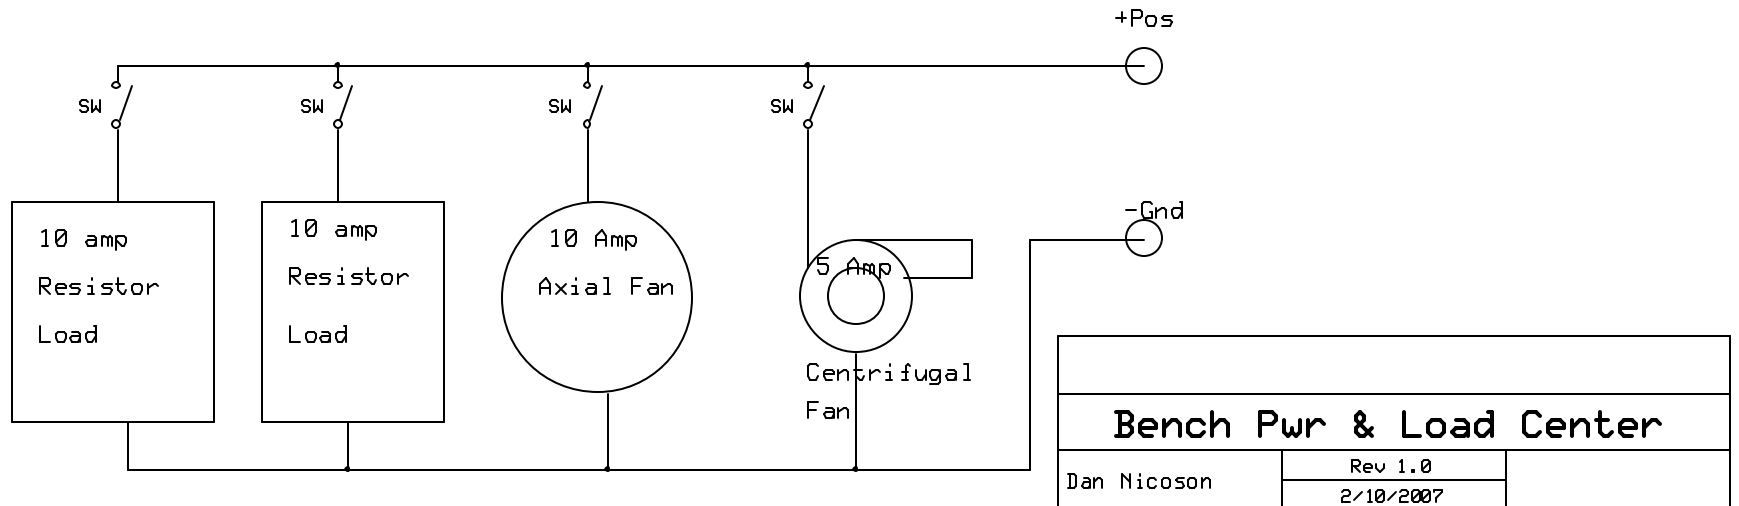 +Pos
SW
SW
SW
SW
-Gnd
10 amp
Resistor
Load
10 amp
Resistor
Load
10 Amp
Axial Fan
5 Amp
Centrifugal
Fan
Bench Pwr & Load Center
Dan Nicoson
Rev 1.0
2/10/2007